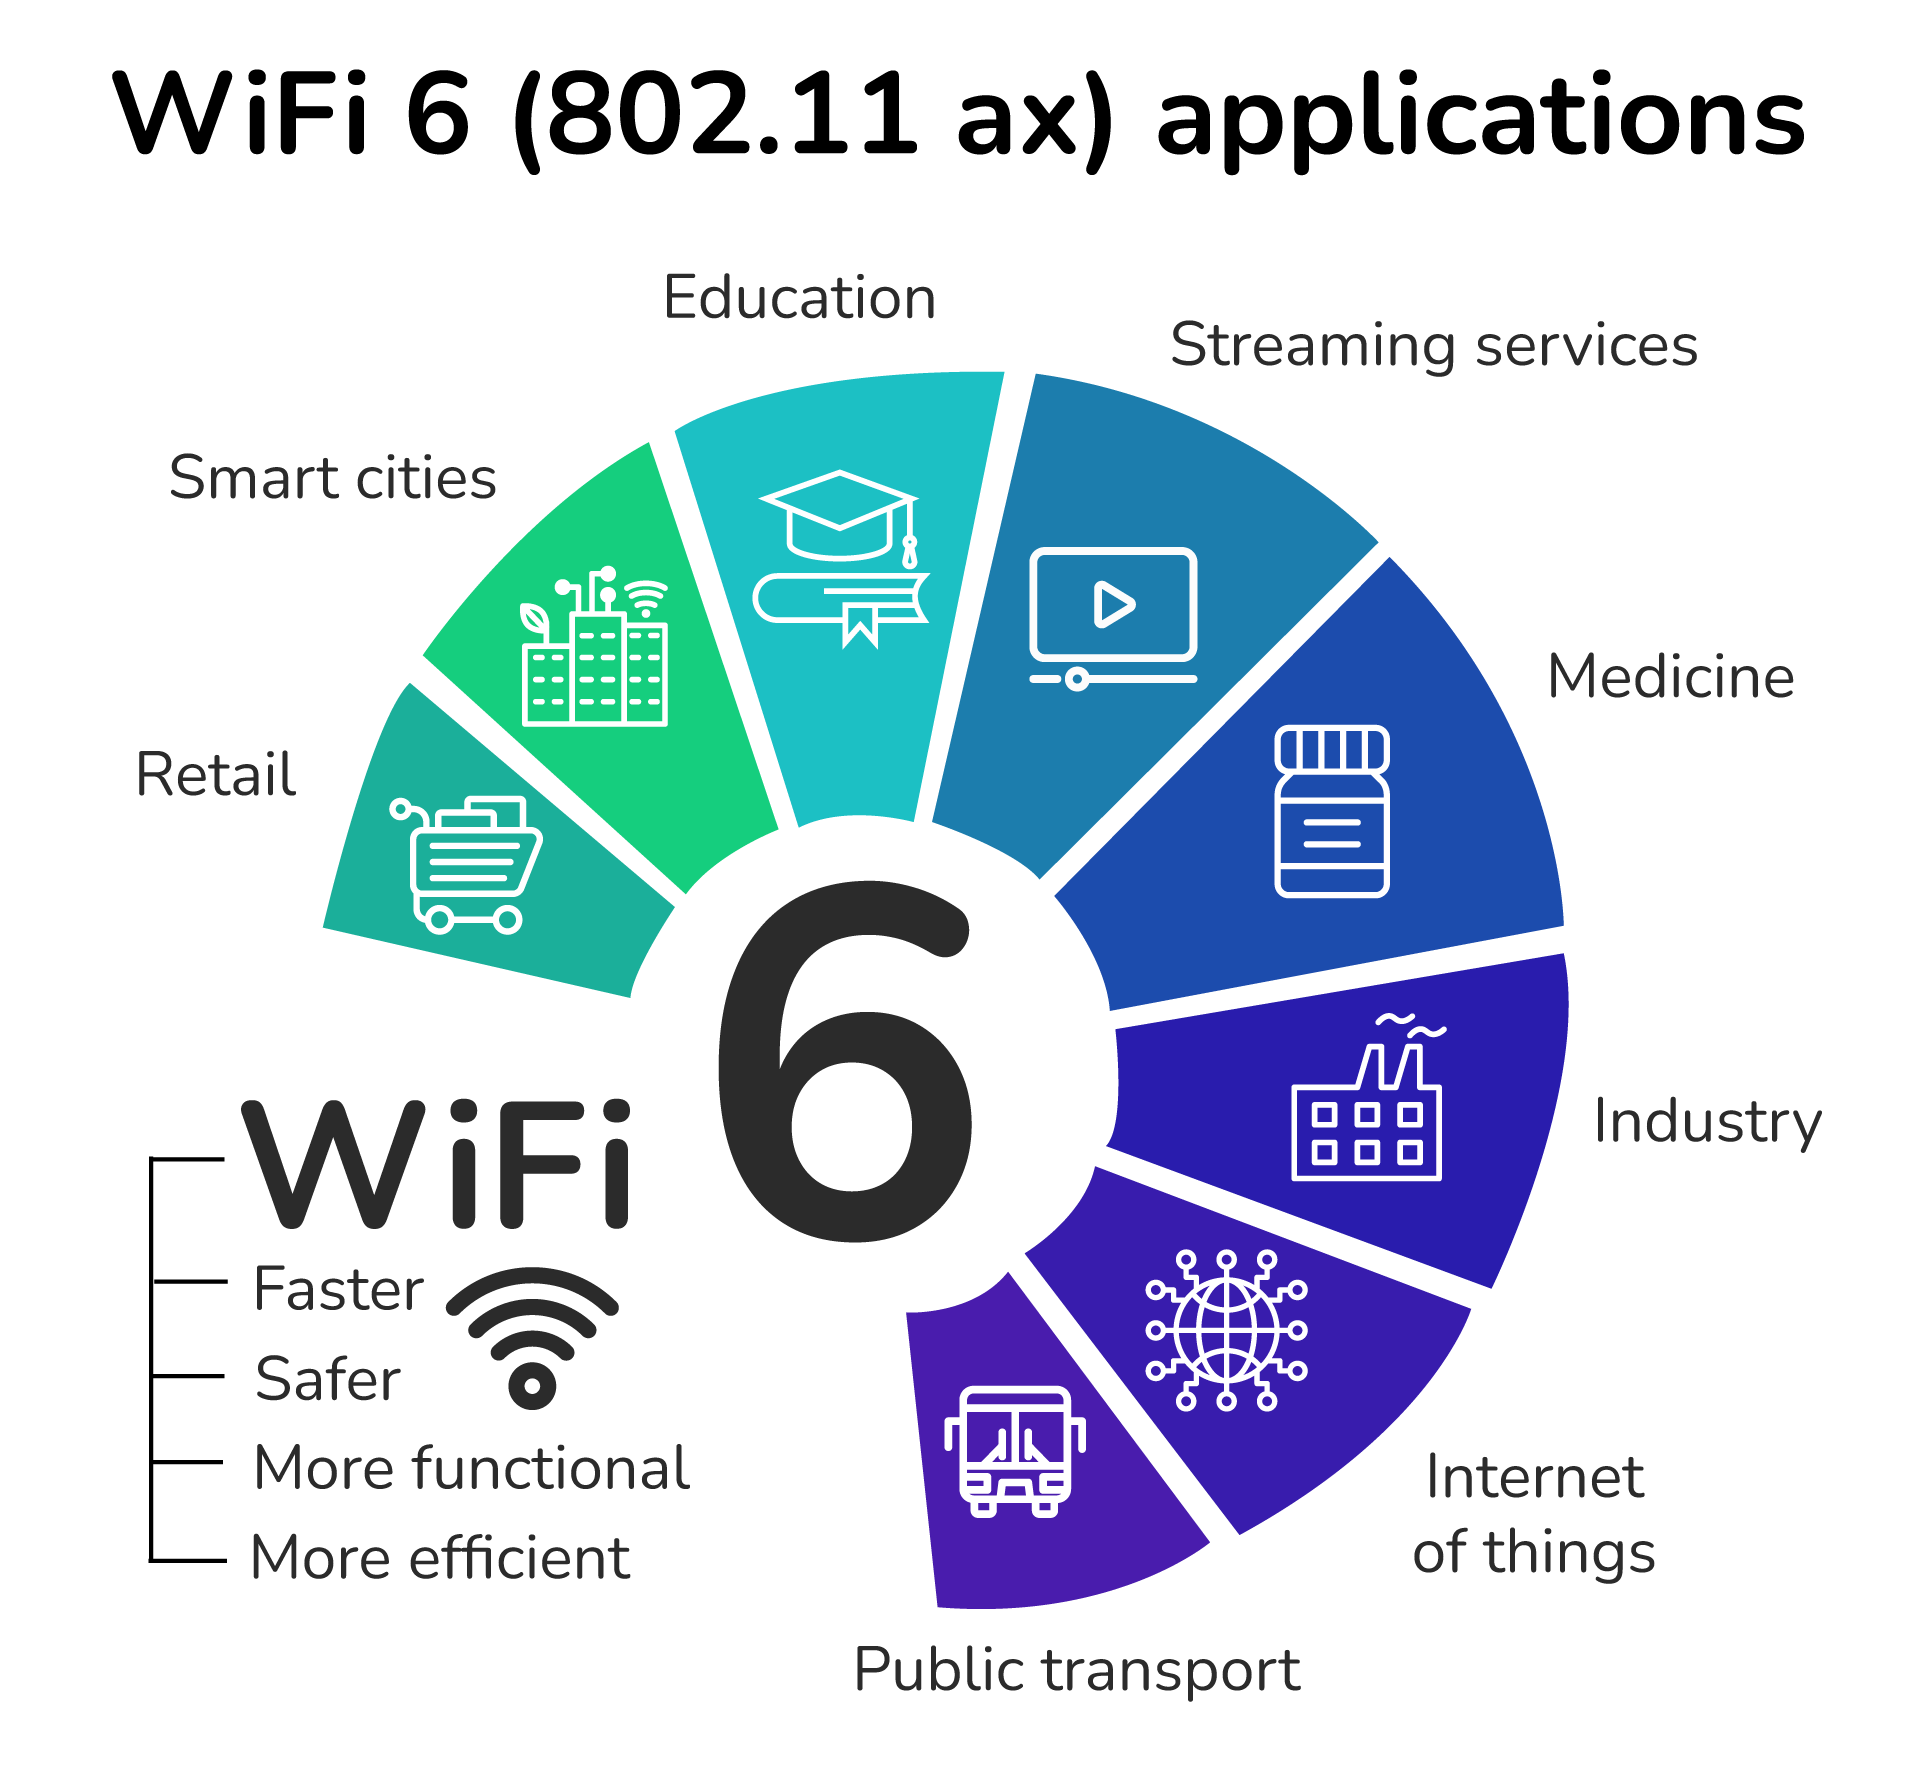 WiFi 6 (802.11 ax) applications
Education
Streaming services
Smart cities
Medicine
Retail
6
WiFi
Industry
Faster
Safer
More functional
More efficient
Internet
of things
Public transport